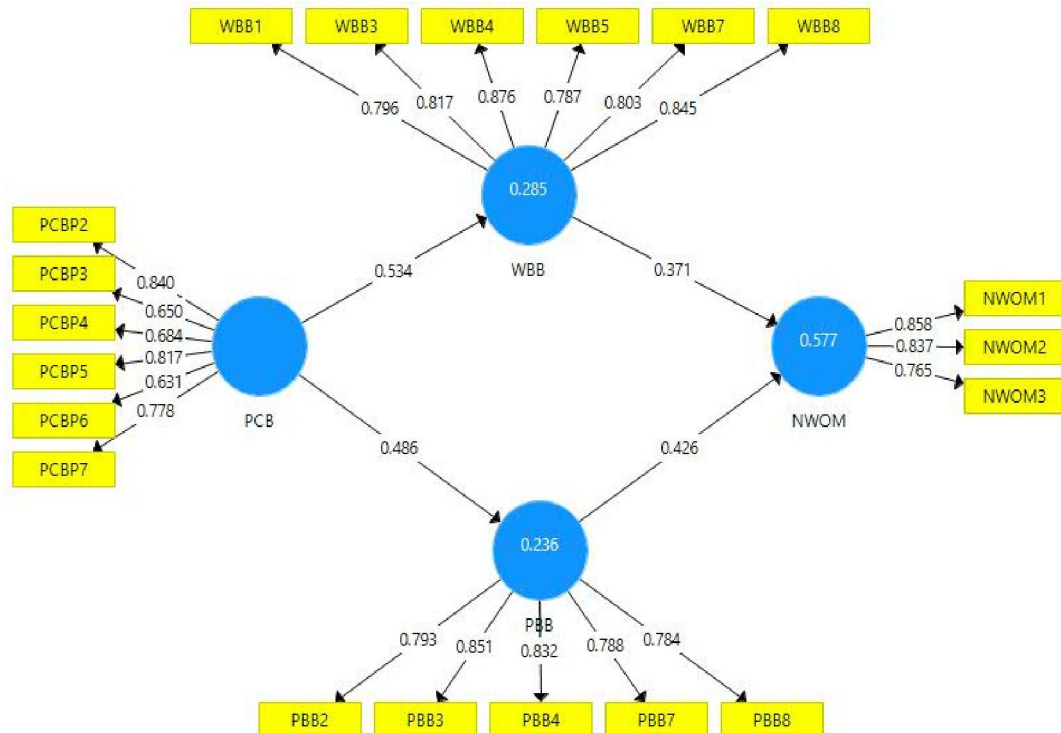 WBB1 WBB3 WBB4 WBB5 WBB7 WBB8
0.796 0.817 0.876 0.787 0.803 0.845
0.285
WBB
PCBP2
PCBP3
PCBP4
PCBP5
PCBP6
PCBP7
0.840
0.650
0.684
0.817
0.631
0.778
PCB
0.534
0.371
0.486
0.426
0.577
NWOM
0.858
0.837
0.765
NWOM1
NWOM2
NWOM3
0.236
PBB
0.793 0.851 0.832 0.788 0.784
PBB2 PBB3 PBB4 PBB7 PBB8